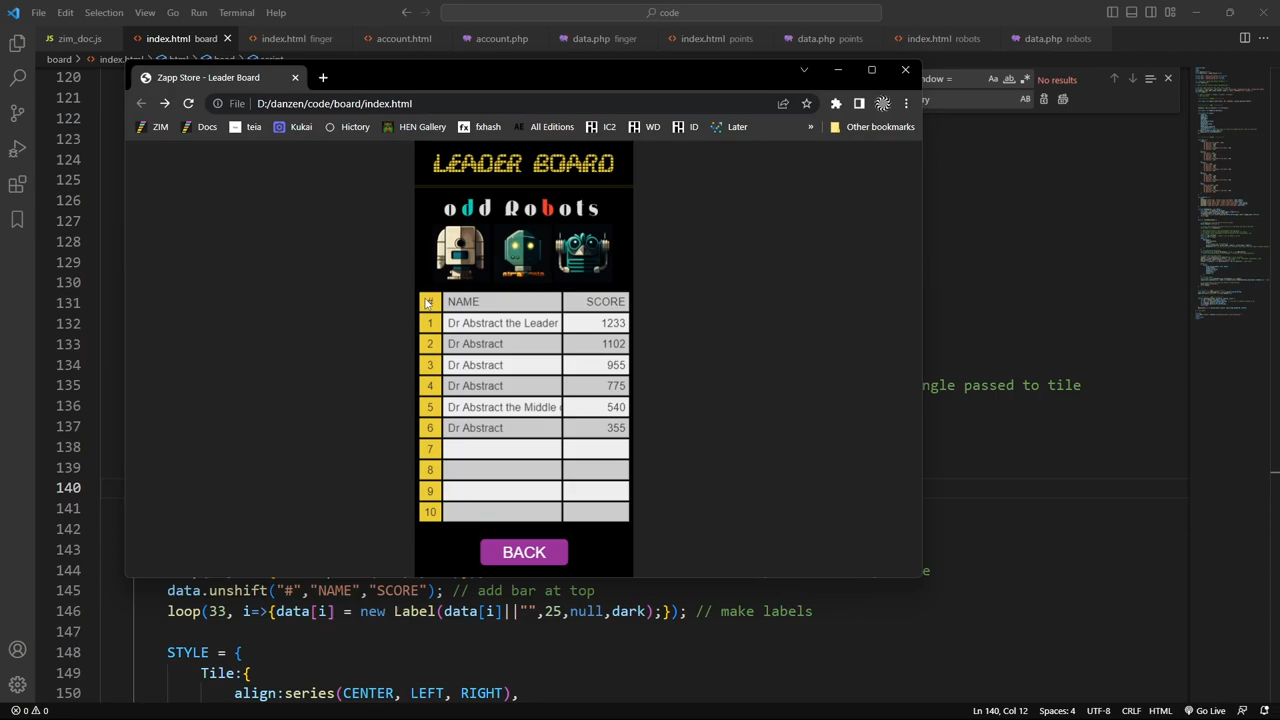 File Edit Selection View Go Run Terminal Help
code
zim_doc.js index.html board index.html finger account.html account.php data.php finger index.html points data.php points index.html robots data.php robots
board index.html html board script
Zapp Store - Leader Board
ndow = Aa ab No results
AB
File D:/danzen/code/board/index.html
ZIM Docs teia Kukai Hictory HEN Gallery fxhash All Editions IC2 WD ID Later » Other bookmarks
120
121
122
123
124
125
126
127
128
129
130
131
132
133
134
135 ngle passed to tile
136
137
138
139
140
141
142
143
144 e
145 data.unshift("#","NAME","SCORE"); // add bar at top
146 loop(33, i=>{data[i] = new Label(data[i]||"",25,null,dark);}); // make labels
147
148 STYLE = {
149 Tile:{
150 align:series(CENTER, LEFT, RIGHT),
LEADER BOARD
odd Robots
# NAME SCORE
1 Dr Abstract the Leader 1233
2 Dr Abstract 1102
3 Dr Abstract 955
4 Dr Abstract 775
5 Dr Abstract the Middle 540
6 Dr Abstract 355
7
8
9
10
BACK
0 0 0 Ln 140, Col 12 Spaces: 4 UTF-8 CRLF HTML Go Live